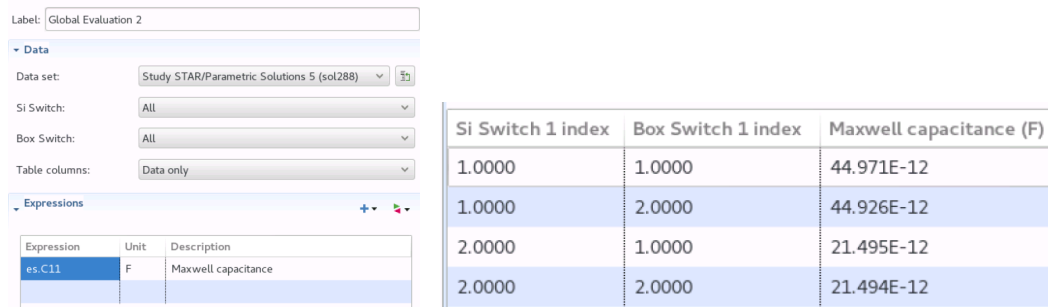 Label: Global Evaluation 2
Data
Data set: Study STAR/Parametric Solutions 5 (sol288)
Si Switch: All
Box Switch: All
Table columns: Data only
Expressions
Expression Unit Description
es.C11 F Maxwell capacitance
Si Switch 1 index Box Switch 1 index Maxwell capacitance (F)
1.0000 1.0000 44.971E-12
1.0000 2.0000 44.926E-12
2.0000 1.0000 21.495E-12
2.0000 2.0000 21.494E-12